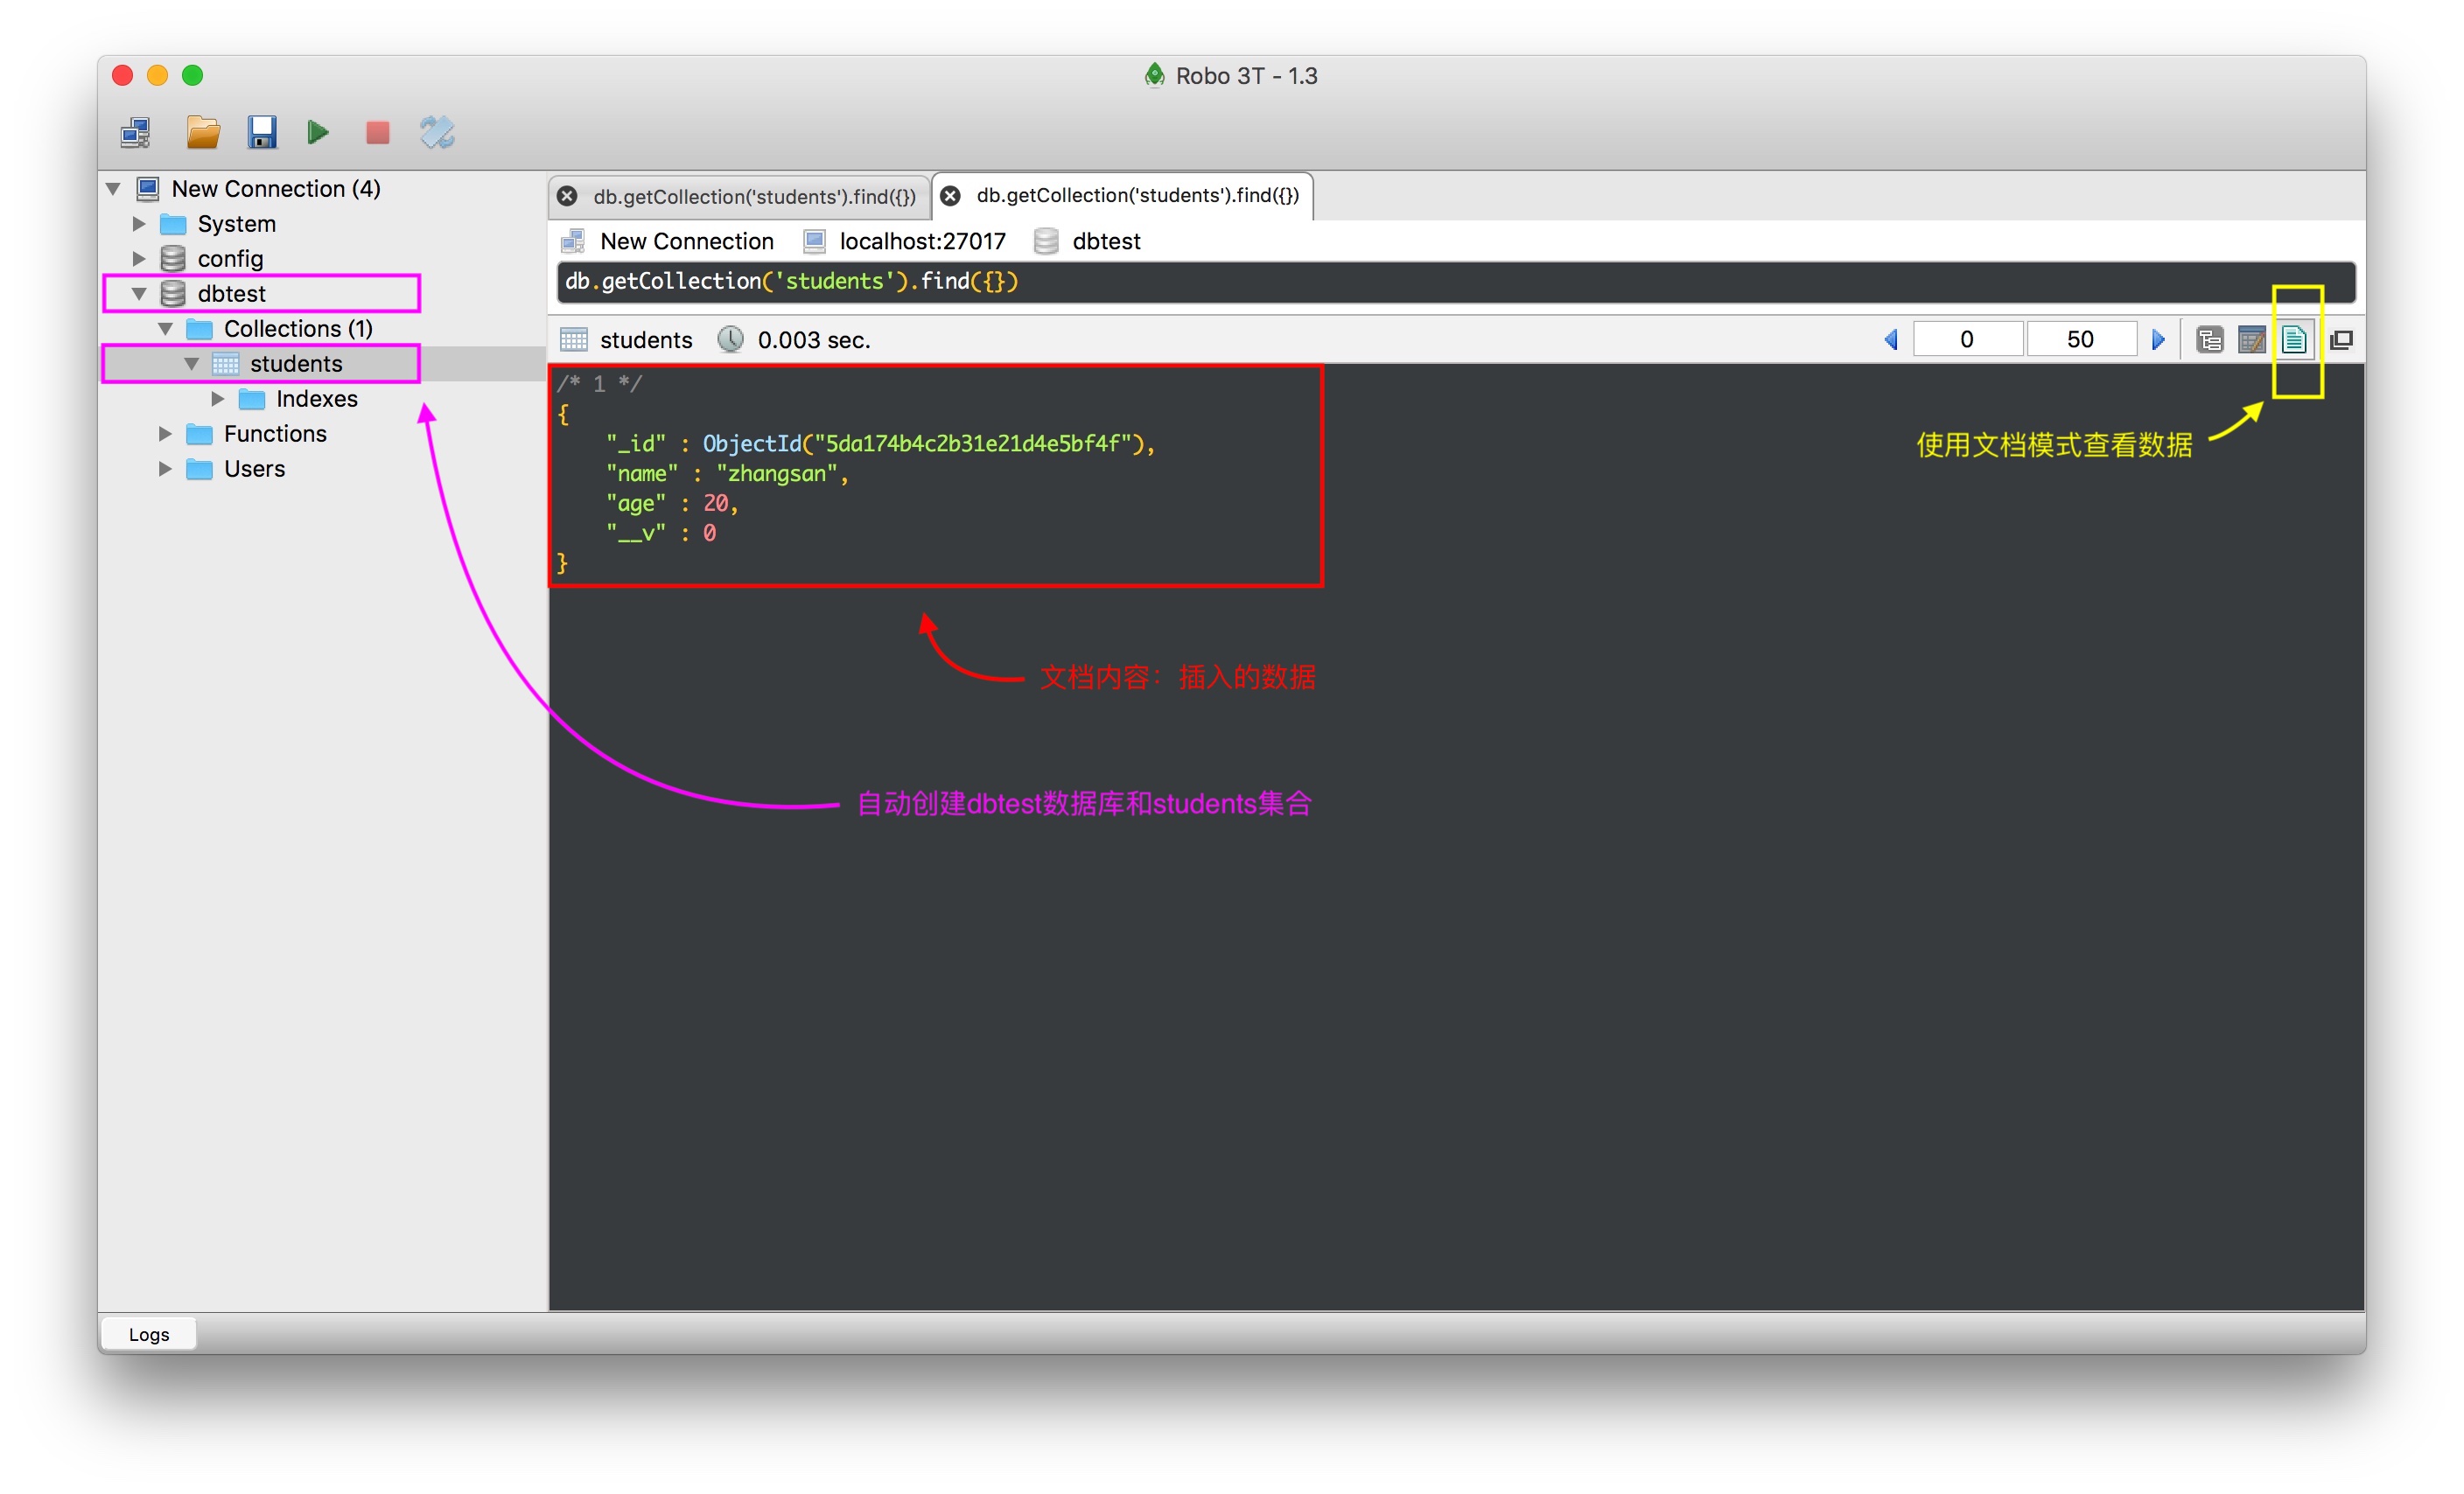 Robo 3T - 1.3
New Connection (4)
System
config
dbtest
Collections (1)
students
Indexes
Functions
Users
db.getCollection('students').find({})
db.getCollection('students').find({})
New Connection
localhost:27017
dbtest
db.getCollection('students').find({})
students
0.003 sec.
0
50
/* 1 */
{
"_id" : ObjectId("5da174b4c2b31e21d4e5bf4f"),
"name" : "zhangsan",
"age" : 20,
"__v" : 0
}
使用文档模式查看数据
文档内容：插入的数据
自动创建dbtest数据库和students集合
Logs